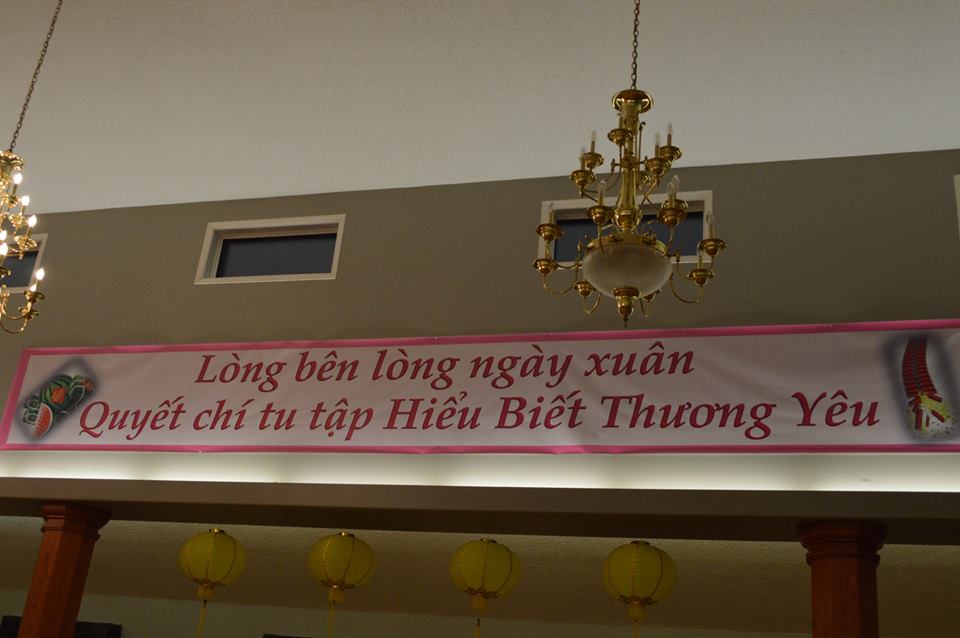 Lòng bên lòng ngày xuân
Quyết chí tu tập Hiểu Biết Thương Yêu